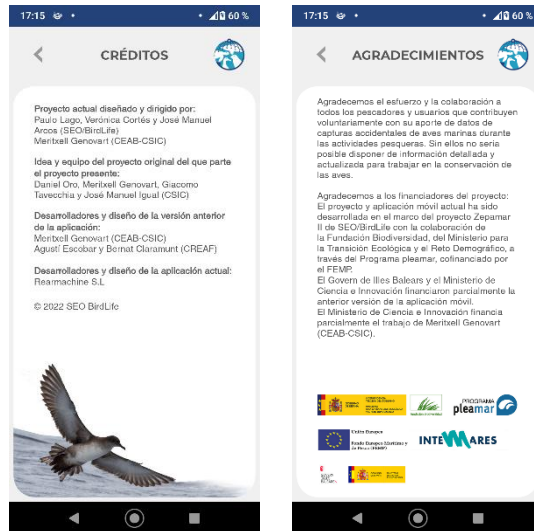 17:15
60 %
CRÉDITOS
Proyecto actual diseñado y dirigido por:
Paulo Lago, Verónica Cortés y José Manuel
Arcos (SEO/BirdLife)
Meritxell Genovart (CEAB-CSIC)
Idea y equipo del proyecto original del que parte
el proyecto presente:
Daniel Oro, Meritxell Genovart, Giacomo
Tavecchia y José Manuel Igual (CSIC)
Desarrolladores y diseño de la versión anterior
de la aplicación:
Meritxell Genovart (CEAB-CSIC)
Agustí Escobar y Bernat Claramunt (CREAF)
Desarrolladores y diseño de la aplicación actual:
Rearmachine S.L
© 2022 SEO BirdLife
17:15
60 %
AGRADECIMIENTOS
Agradecemos el esfuerzo y la colaboración a
todos los pescadores y usuarios que contribuyen
voluntariamente con su aporte de datos de
capturas accidentales de aves marinas durante
las actividades pesqueras. Sin ellos no sería
posible disponer de información detallada y
actualizada para trabajar en la conservación de
las aves.
Agradecemos a los financiadores del proyecto:
El proyecto y aplicación móvil actual ha sido
desarrollada en el marco del proyecto Zepamar
II de SEO/BirdLife con la colaboración de
la Fundación Biodiversidad, del Ministerio para
la Transición Ecológica y el Reto Demográfico, a
través del Programa pleamar, cofinanciado por
el FEMP.
El Govern de Illes Balears y el Ministerio de
Ciencia e Innovación financiaron parcialmente la
anterior versión de la aplicación móvil.
El Ministerio de Ciencia e Innovación financia
parcialmente el trabajo de Meritxell Genovart
(CEAB-CSIC).
PROGRAMA
pleamar
Unión Europea
Fondo Europeo Marítimo y
de Pesca (FEMP)
INTEMARES